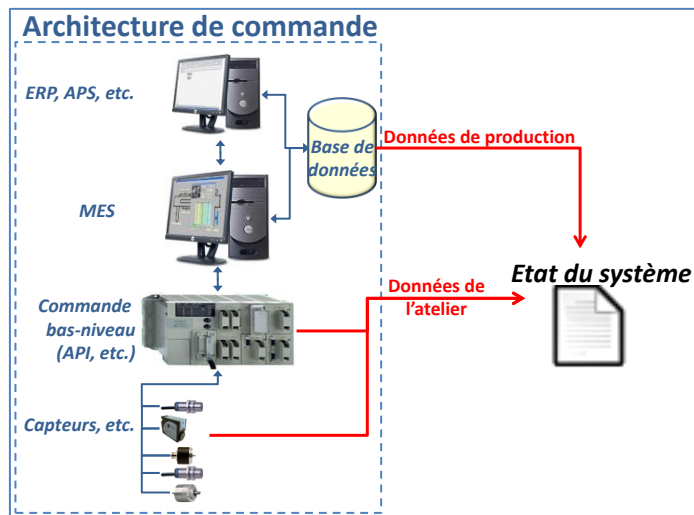 Architecture de commande
ERP, APS, etc.
Base de
données
Données de production
MES
Etat du système
Données de
l'atelier
Commande
bas-niveau
(API, etc.)
Capteurs, etc.